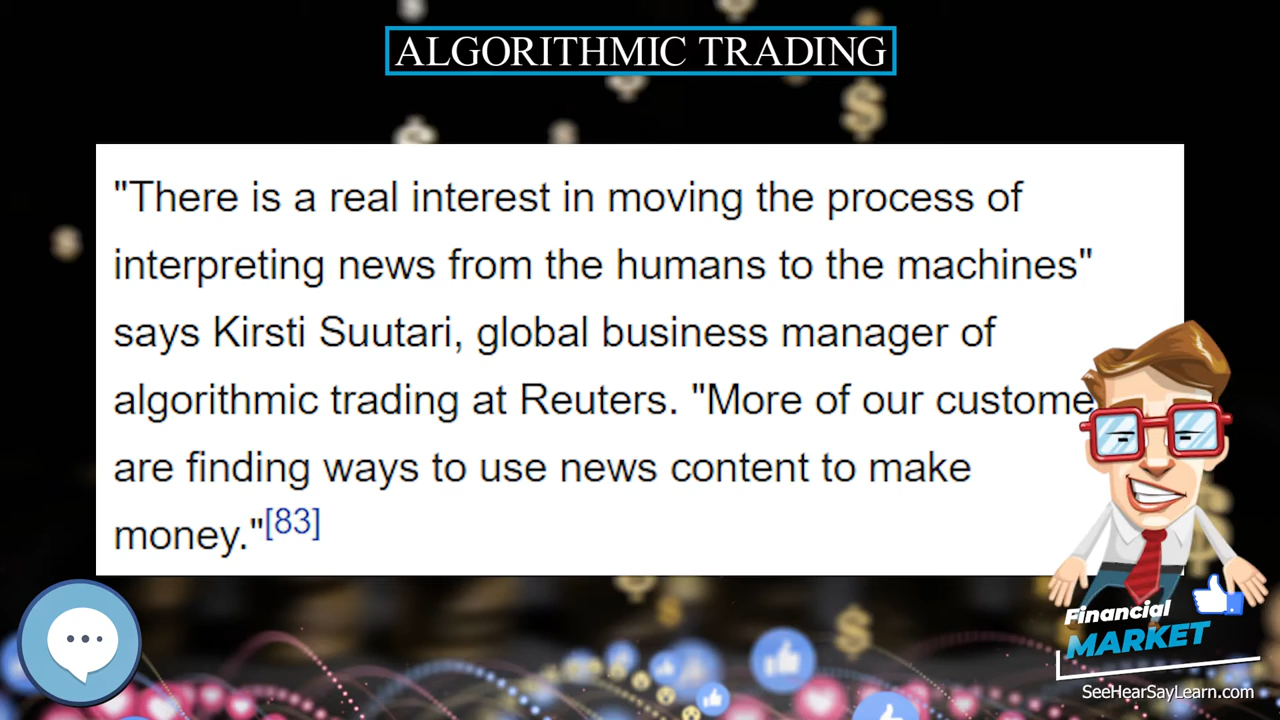 ALGORITHMIC TRADING
"There is a real interest in moving the process of
interpreting news from the humans to the machines"
says Kirsti Suutari, global business manager of
algorithmic trading at Reuters. "More of our custome
are finding ways to use news content to make
money."[83]
Financial
MARKET
SeeHearSayLearn.com